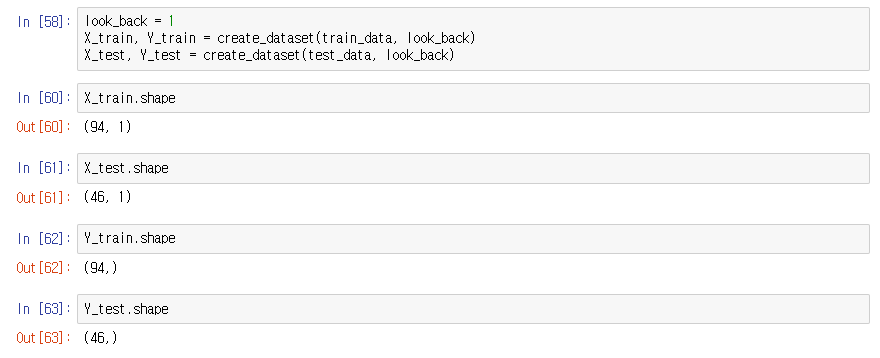 In [58]: look_back = 1
X_train, Y_train = create_dataset(train_data, look_back)
X_test, Y_test = create_dataset(test_data, look_back)
In [60]: X_train.shape
Out[60]: (94, 1)
In [61]: X_test.shape
Out[61]: (46, 1)
In [62]: Y_train.shape
Out[62]: (94,)
In [63]: Y_test.shape
Out[63]: (46,)